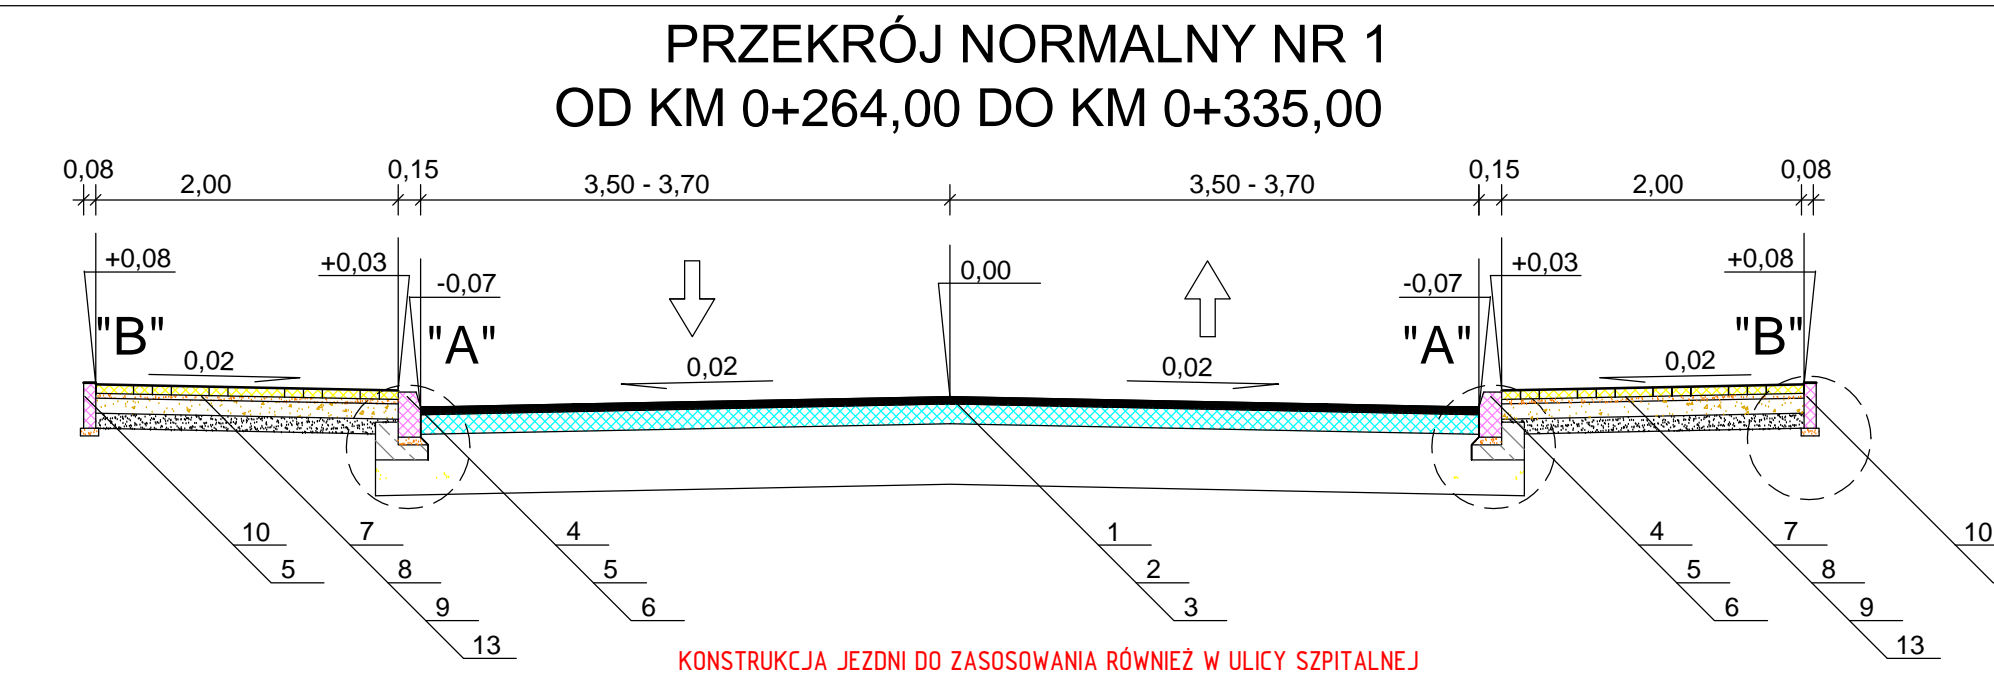 PRZEKRÓJ NORMALNY NR 1
OD KM 0+264,00 DO KM 0+335,00
0,08 2,00 0,15 3,50 - 3,70 3,50 - 3,70 0,15 2,00 0,08
+0,08 +0,03 -0,07 0,00 -0,07 +0,03 +0,08
"B" "A" "A" "B"
0,02 0,02 0,02 0,02
10 7 4 1 4 7 10
5 8 5 2 5 8
9 6 3 6 9
13 13
KONSTRUKCJA JEZDNI DO ZASOSOWANIA RÓWNIEŻ W ULICY SZPITALNEJ